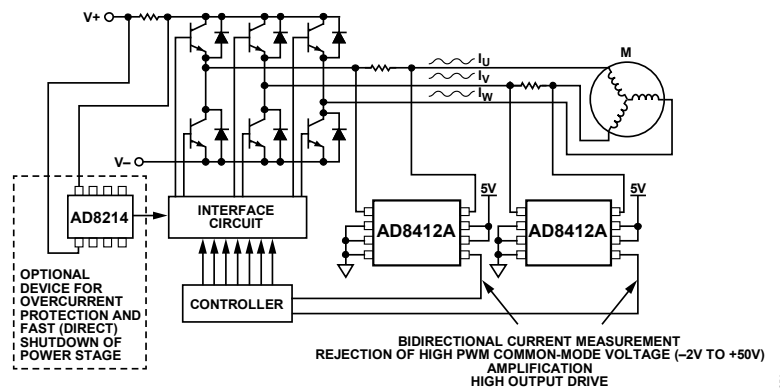 V+
M
I_U
I_V
I_W
V–
5V
5V
AD8214
INTERFACE
CIRCUIT
AD8412A
AD8412A
OPTIONAL
DEVICE FOR
OVERCURRENT
PROTECTION AND
FAST (DIRECT)
SHUTDOWN OF
POWER STAGE
CONTROLLER
BIDIRECTIONAL CURRENT MEASUREMENT
REJECTION OF HIGH PWM COMMON-MODE VOLTAGE (–2V TO +50V)
AMPLIFICATION
HIGH OUTPUT DRIVE